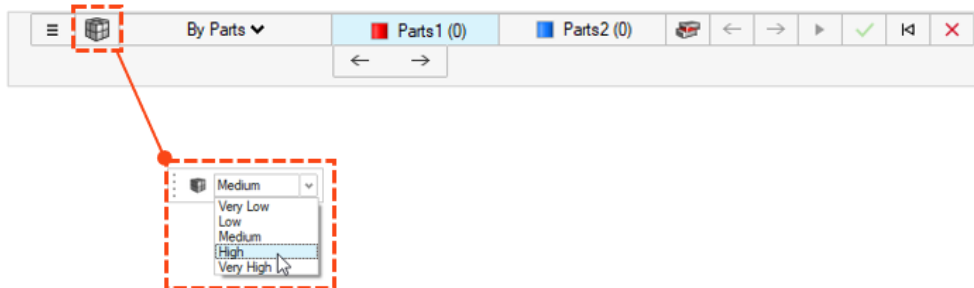 By Parts Parts1 (0) Parts2 (0)
Medium
Very Low
Low
Medium
High
Very High